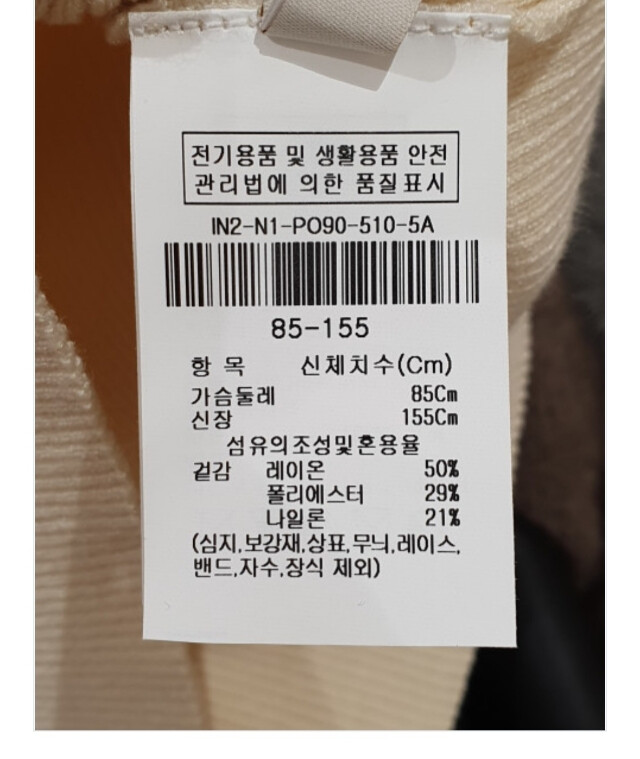 전기용품 및 생활용품 안전
관리법에 의한 품질표시
IN2-N1-PO90-510-5A
85-155
항 목 신체치수(Cm)
가슴둘레 85Cm
신장 155Cm
섬유의조성및혼용율
겉감 레이온 50%
폴리에스터 29%
나일론 21%
(심지,보강재,상표,무늬,레이스,
밴드,자수,장식 제외)